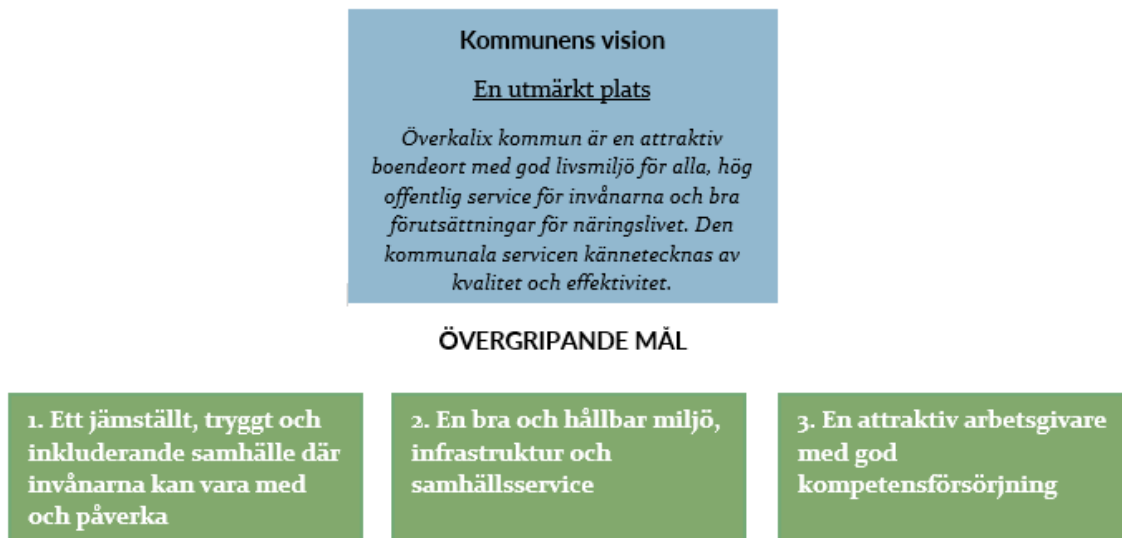 Kommunens vision
En utmärkt plats
Överkalix kommun är en attraktiv
boendeort med god livsmiljö för alla, hög
offentlig service för invånarna och bra
förutsättningar för näringslivet. Den
kommunala servicen kännetecknas av
kvalitet och effektivitet.
ÖVERGRIPANDE MÅL
1. Ett jämställt, tryggt och
inkluderande samhälle där
invånarna kan vara med
och påverka
2. En bra och hållbar miljö,
infrastruktur och
samhällsservice
3. En attraktiv arbetsgivare
med god
kompetensförsörjning